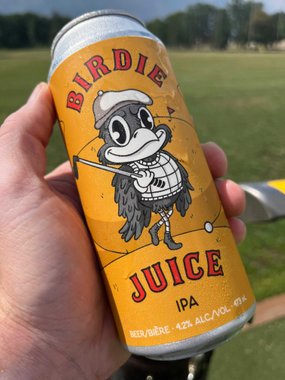 BIRDIE
JUICE
IPA
BEER/BIÈRE · 4.2% ALC/VOL · 473 mL